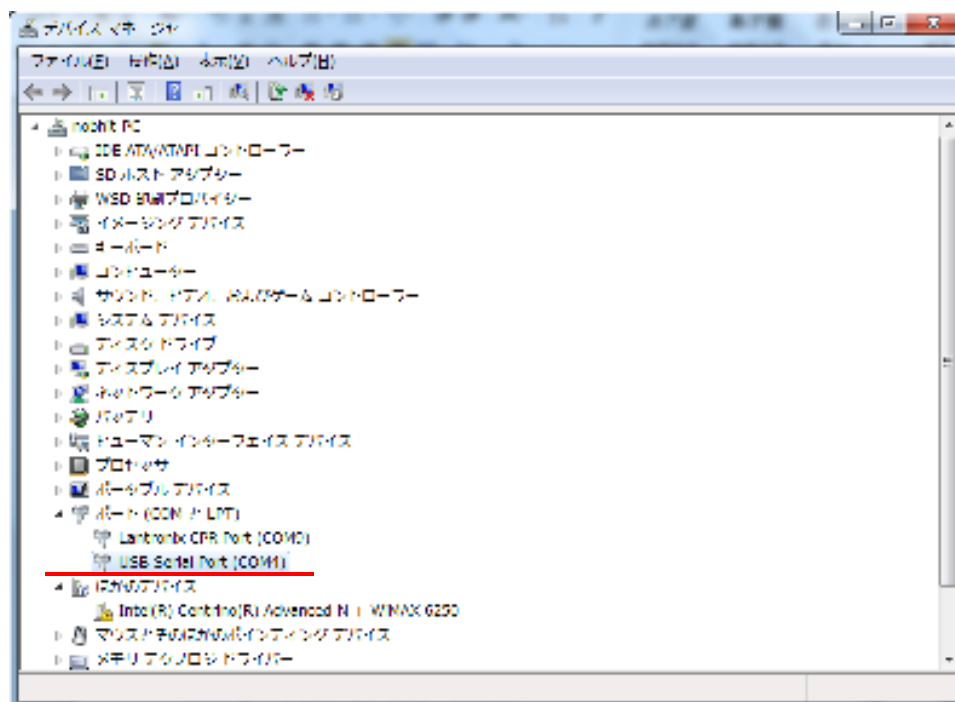 デバイス マネージャー
ファイル(F) 操作(A) 表示(V) ヘルプ(H)
PC
IDE ATA/ATAPI コントローラー
SD ホスト アダプター
WSD 印刷プロバイダー
イメージング デバイス
キーボード
コンピューター
サウンド、ビデオ、およびゲーム コントローラー
システム デバイス
ディスク ドライブ
ディスプレイ アダプター
ネットワーク アダプター
バッテリ
ヒューマン インターフェイス デバイス
プロセッサ
ポータブル デバイス
ポート (COM と LPT)
Lantronix CPR Port (COM9)
USB Serial Port (COM4)
ほかのデバイス
Intel(R) Centrino(R) Advanced-N + WiMAX 6250
マウスとそのほかのポインティング デバイス
メモリ テクノロジ ドライバー